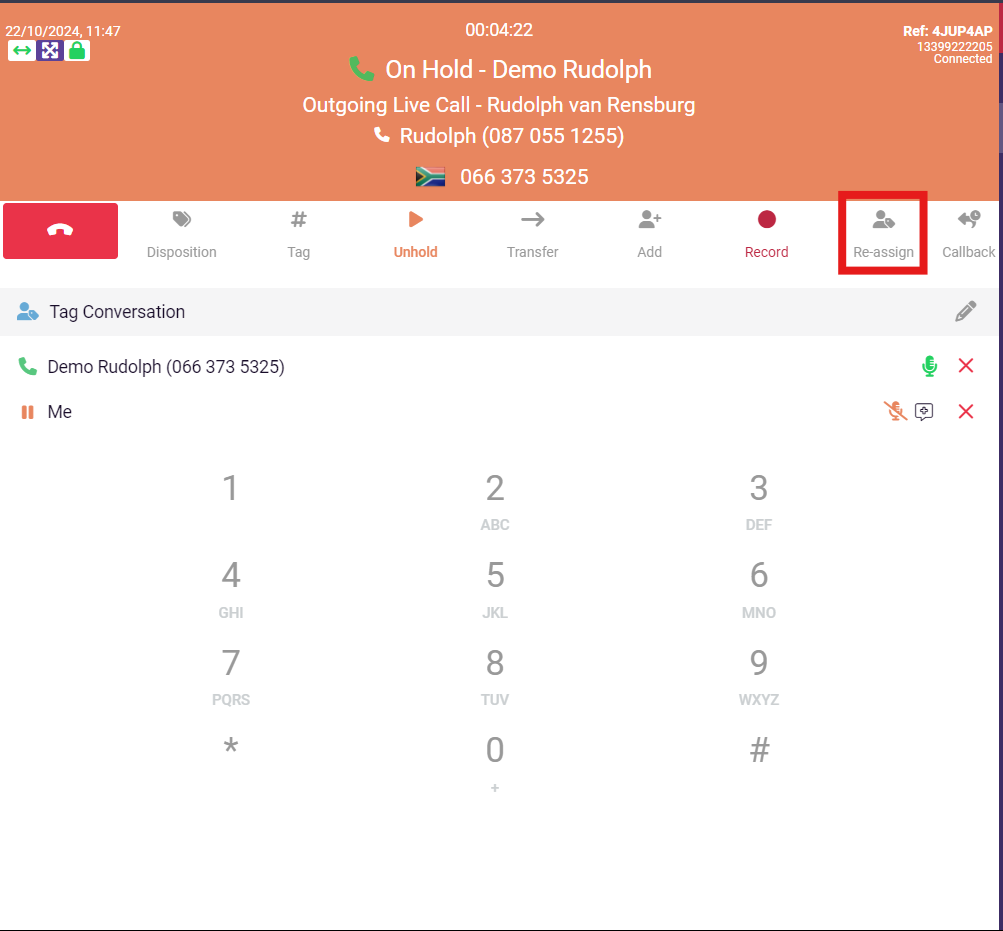 22/10/2024, 11:47
00:04:22
Ref: 4JUP4AP
13399222205
Connected
On Hold - Demo Rudolph
Outgoing Live Call - Rudolph van Rensburg
Rudolph (087 055 1255)
066 373 5325
Disposition
Tag
Unhold
Transfer
Add
Record
Re-assign
Callback
Tag Conversation
Demo Rudolph (066 373 5325)
Me
1 2 3
ABC DEF
4 5 6
GHI JKL MNO
7 8 9
PQRS TUV WXYZ
* 0 #
+